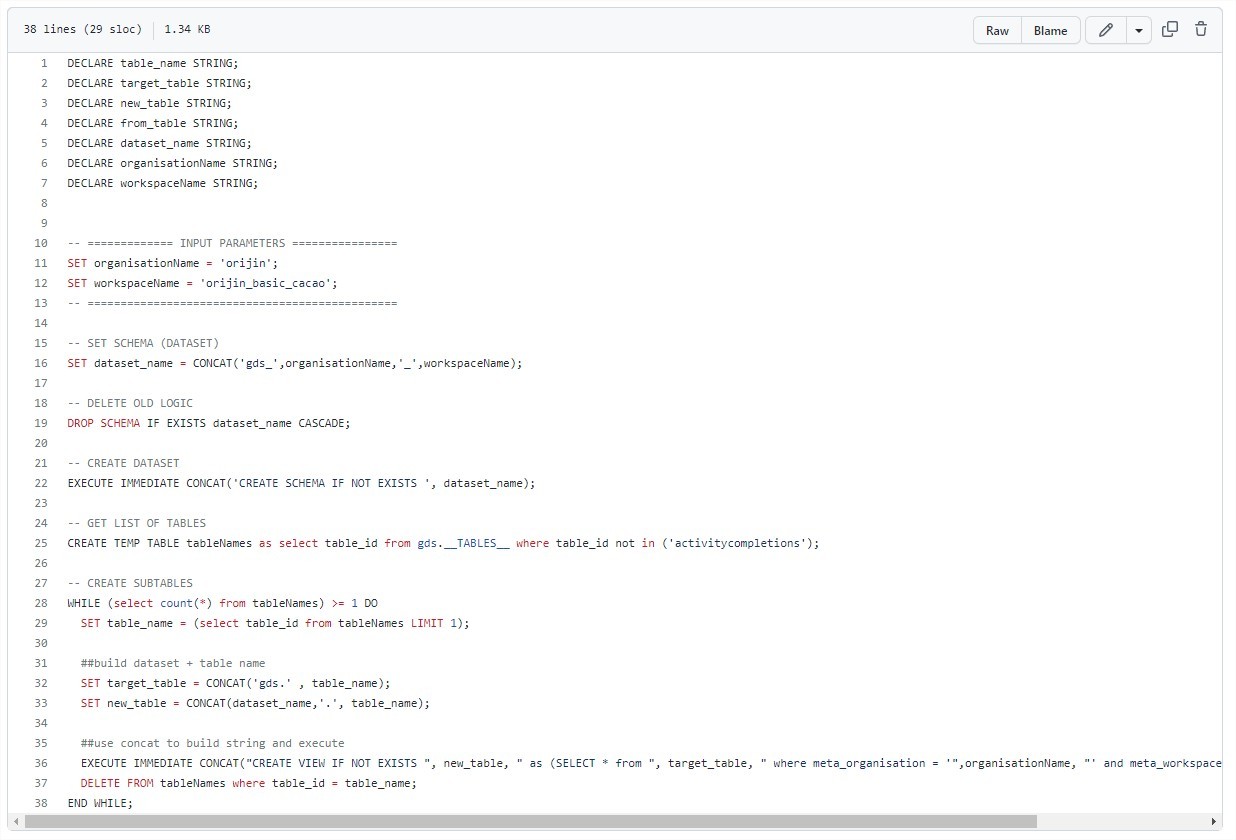 38 lines (29 sloc) 1.34 KB Raw Blame
1 DECLARE table_name STRING;
2 DECLARE target_table STRING;
3 DECLARE new_table STRING;
4 DECLARE from_table STRING;
5 DECLARE dataset_name STRING;
6 DECLARE organisationName STRING;
7 DECLARE workspaceName STRING;
8
9
10 -- ============= INPUT PARAMETERS ================
11 SET organisationName = 'orijin';
12 SET workspaceName = 'orijin_basic_cacao';
13 -- ===============================================
14
15 -- SET SCHEMA (DATASET)
16 SET dataset_name = CONCAT('gds_',organisationName,'_',workspaceName);
17
18 -- DELETE OLD LOGIC
19 DROP SCHEMA IF EXISTS dataset_name CASCADE;
20
21 -- CREATE DATASET
22 EXECUTE IMMEDIATE CONCAT('CREATE SCHEMA IF NOT EXISTS ', dataset_name);
23
24 -- GET LIST OF TABLES
25 CREATE TEMP TABLE tableNames as select table_id from gds.__TABLES__ where table_id not in ('activitycompletions');
26
27 -- CREATE SUBTABLES
28 WHILE (select count(*) from tableNames) >= 1 DO
29 SET table_name = (select table_id from tableNames LIMIT 1);
30
31 ##build dataset + table name
32 SET target_table = CONCAT('gds.' , table_name);
33 SET new_table = CONCAT(dataset_name,'.', table_name);
34
35 ##use concat to build string and execute
36 EXECUTE IMMEDIATE CONCAT("CREATE VIEW IF NOT EXISTS ", new_table, " as (SELECT * from ", target_table, " where meta_organisation = '",organisationName, "' and meta_workspace
37 DELETE FROM tableNames where table_id = table_name;
38 END WHILE;